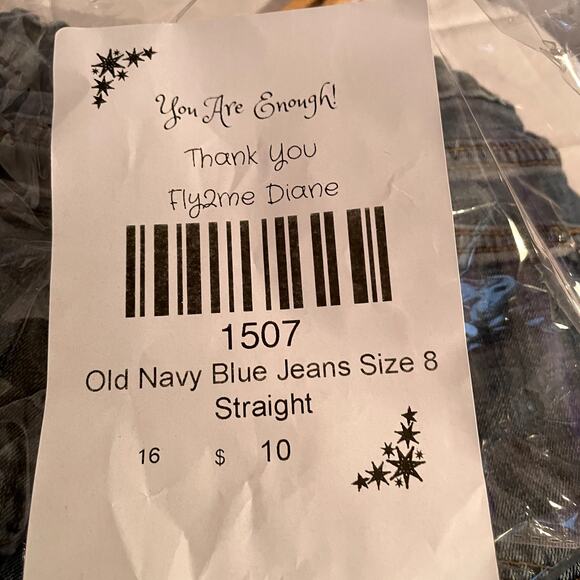 You Are Enough!
Thank You
Fly2me Diane
1507
Old Navy Blue Jeans Size 8
Straight
16 $ 10